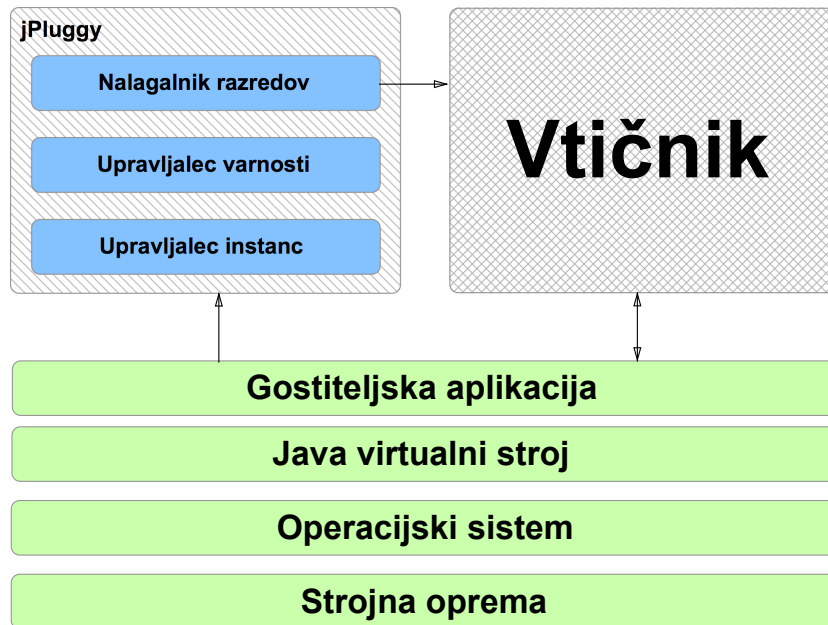 jPluggy
Nalagalnik razredov
Upravljalec varnosti
Upravljalec instanc
Vtičnik
Gostiteljska aplikacija
Java virtualni stroj
Operacijski sistem
Strojna oprema